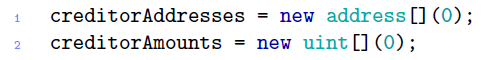 1 creditorAddresses = new address[](0);
2 creditorAmounts = new uint[](0);